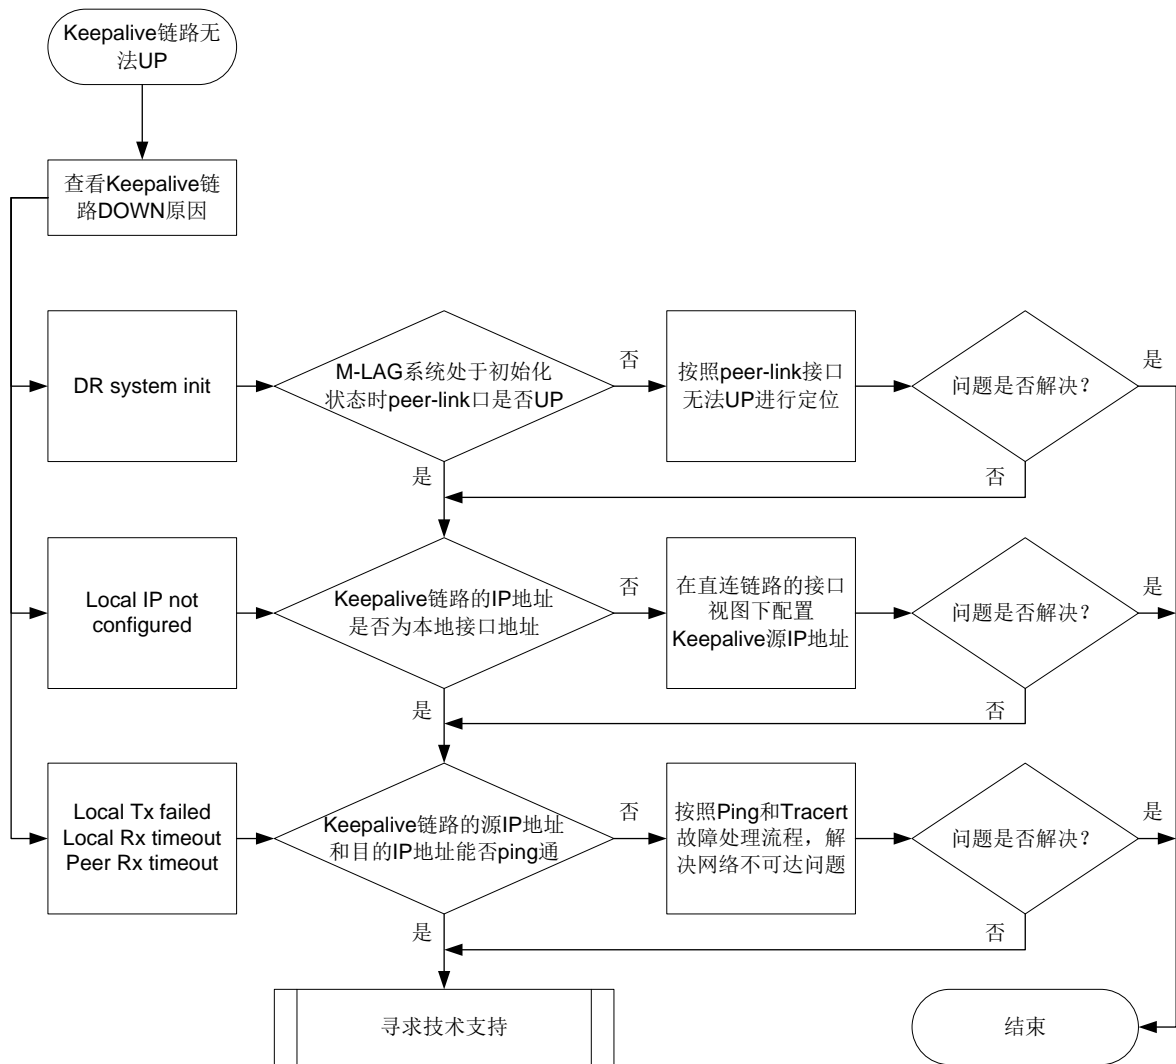 Keepalive链路无
法UP
查看Keepalive链
路DOWN原因
DR system init
M-LAG系统处于初始化
状态时peer-link口是否UP
否
按照peer-link接口
无法UP进行定位
问题是否解决?
是
是
否
Local IP not
configured
Keepalive链路的IP地址
是否为本地接口地址
否
在直连链路的接口
视图下配置
Keepalive源IP地址
问题是否解决?
是
是
否
Local Tx failed
Local Rx timeout
Peer Rx timeout
Keepalive链路的源IP地址
和目的IP地址能否ping通
否
按照Ping和Tracert
故障处理流程，解
决网络不可达问题
问题是否解决?
是
是
否
寻求技术支持
结束